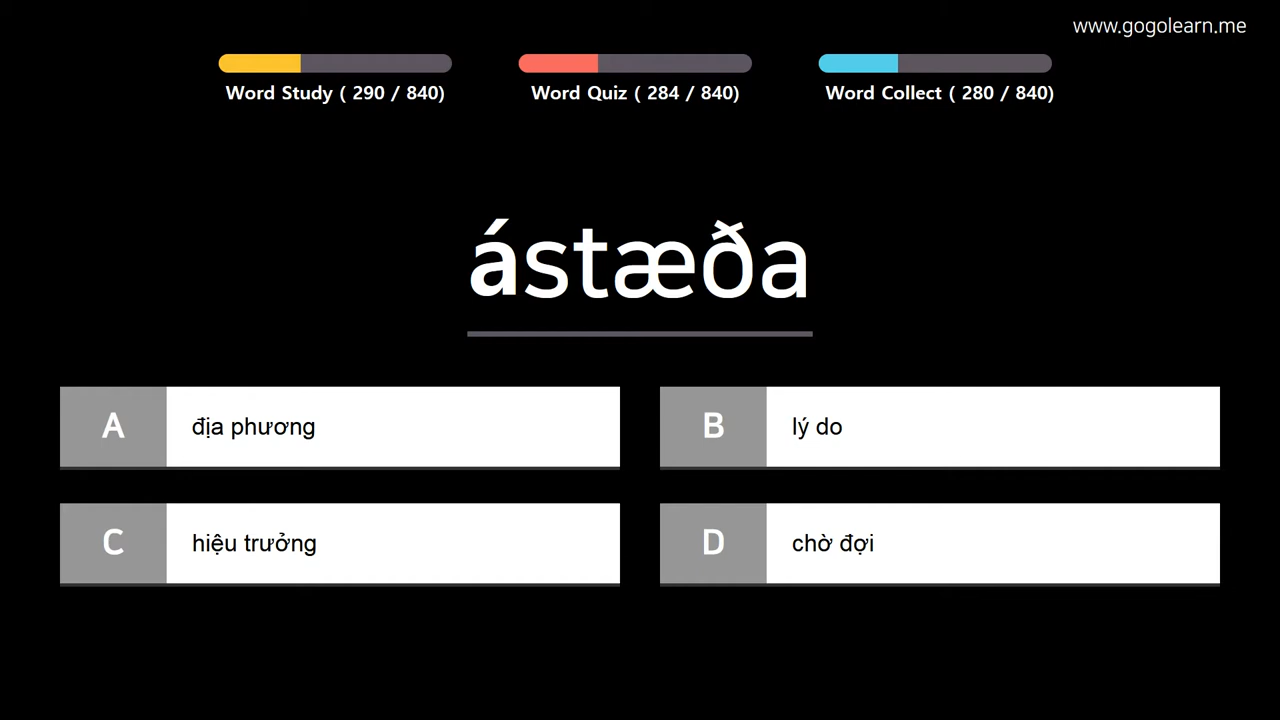 www.gogolearn.me
Word Study ( 290 / 840)
Word Quiz ( 284 / 840)
Word Collect ( 280 / 840)
ástæða
A
địa phương
B
lý do
C
hiệu trưởng
D
chờ đợi